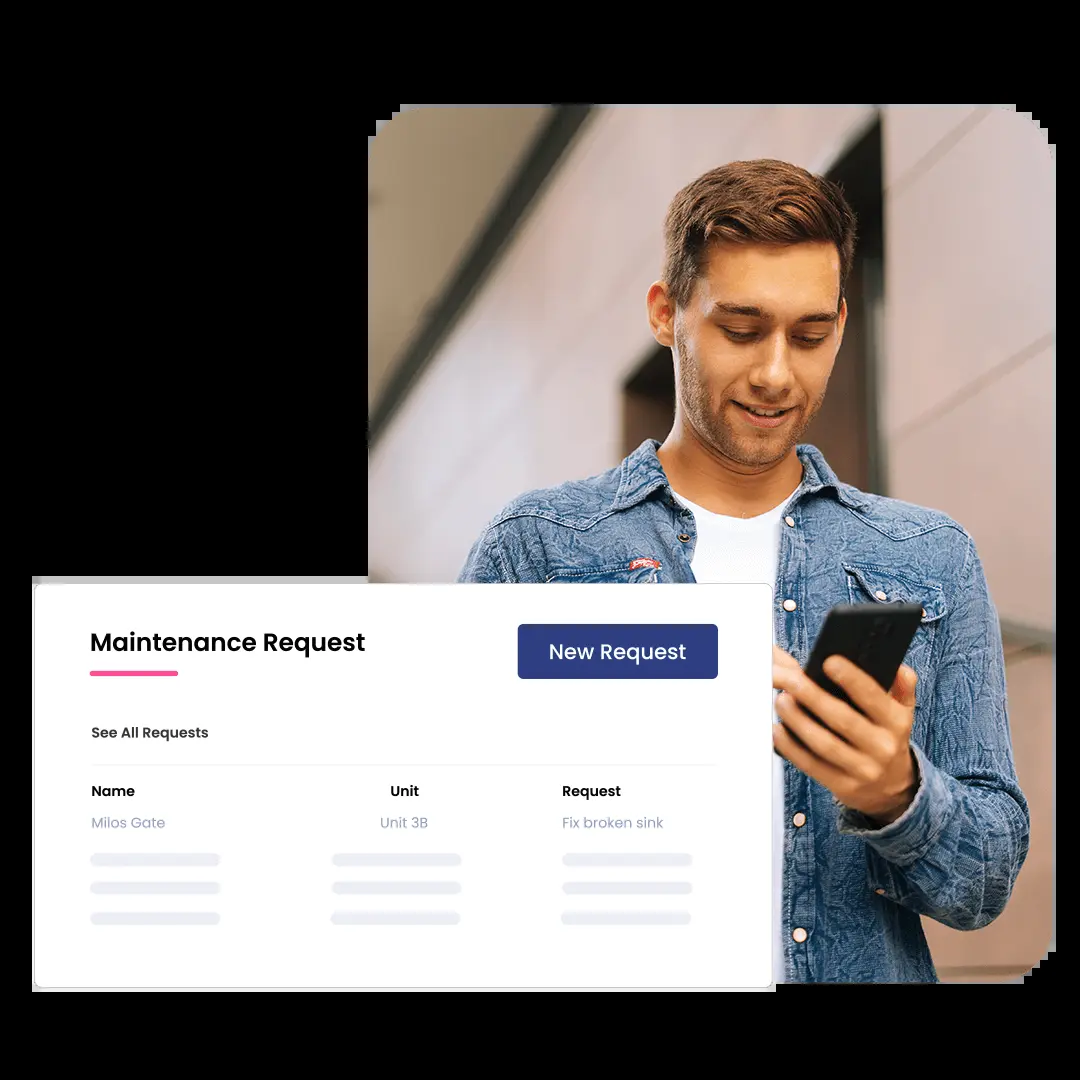 Maintenance Request
New Request
See All Requests
Name Unit Request
Milos Gate Unit 3B Fix broken sink